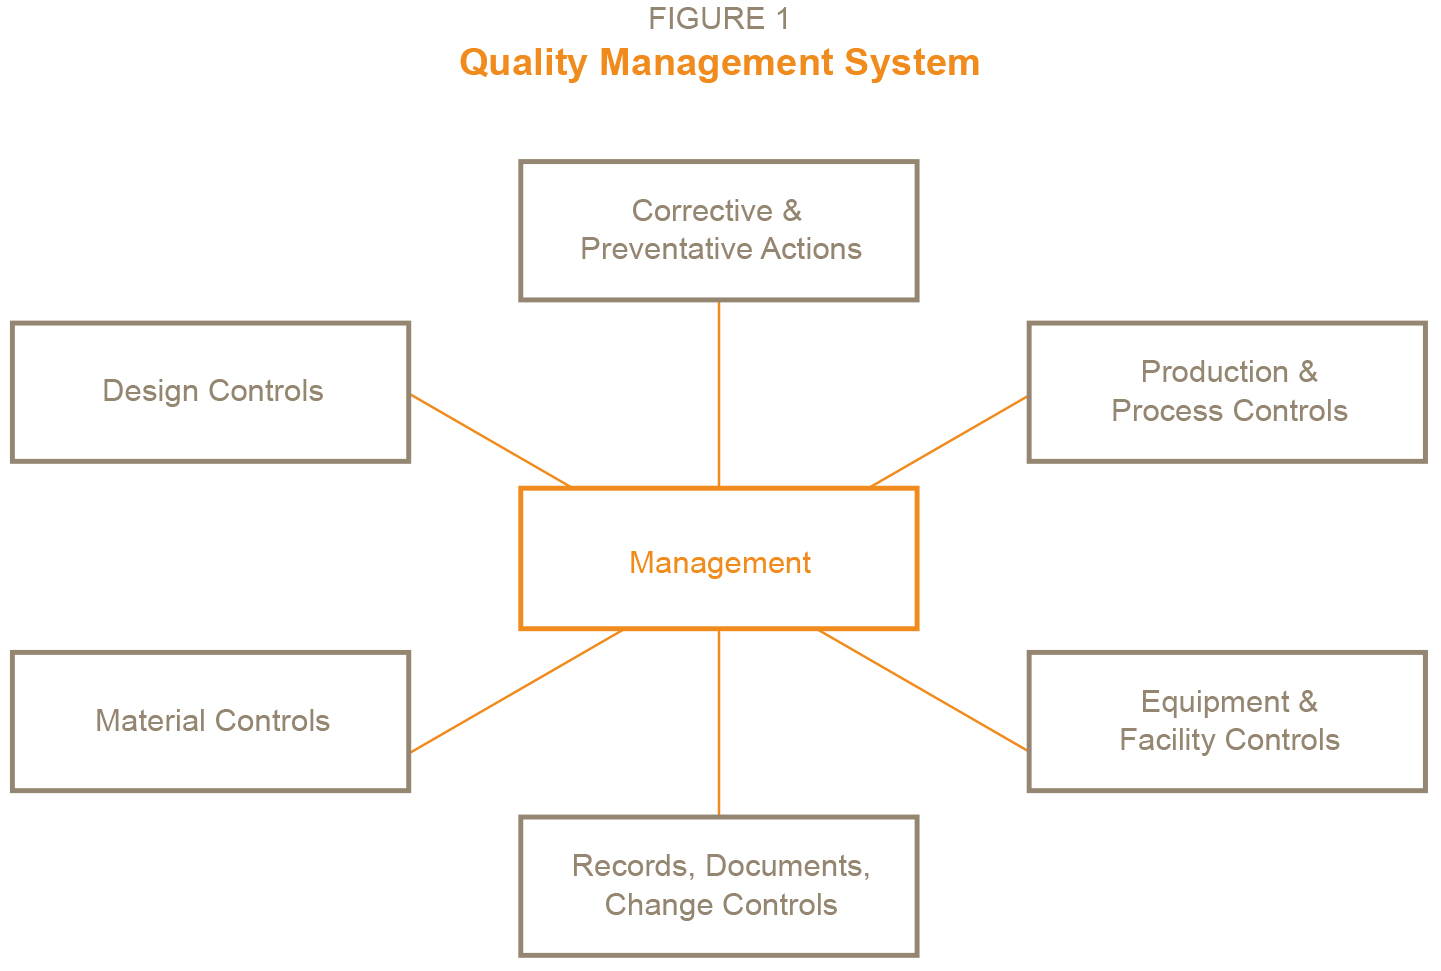 FIGURE 1
Quality Management System
Corrective &
Preventative Actions
Design Controls
Production &
Process Controls
Management
Material Controls
Equipment &
Facility Controls
Records, Documents,
Change Controls